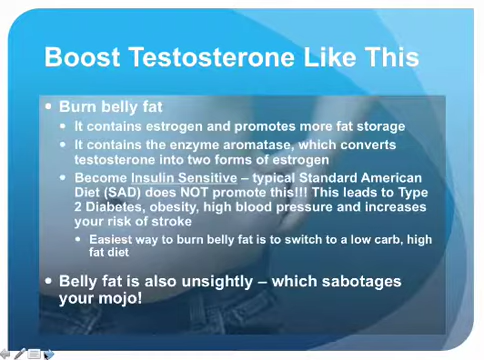 Boost Testosterone Like This
Burn belly fat
It contains estrogen and promotes more fat storage
It contains the enzyme aromatase, which converts
testosterone into two forms of estrogen
Become Insulin Sensitive – typical Standard American
Diet (SAD) does NOT promote this!!! This leads to Type
2 Diabetes, obesity, high blood pressure and increases
your risk of stroke
Easiest way to burn belly fat is to switch to a low carb, high
fat diet
Belly fat is also unsightly – which sabotages
your mojo!